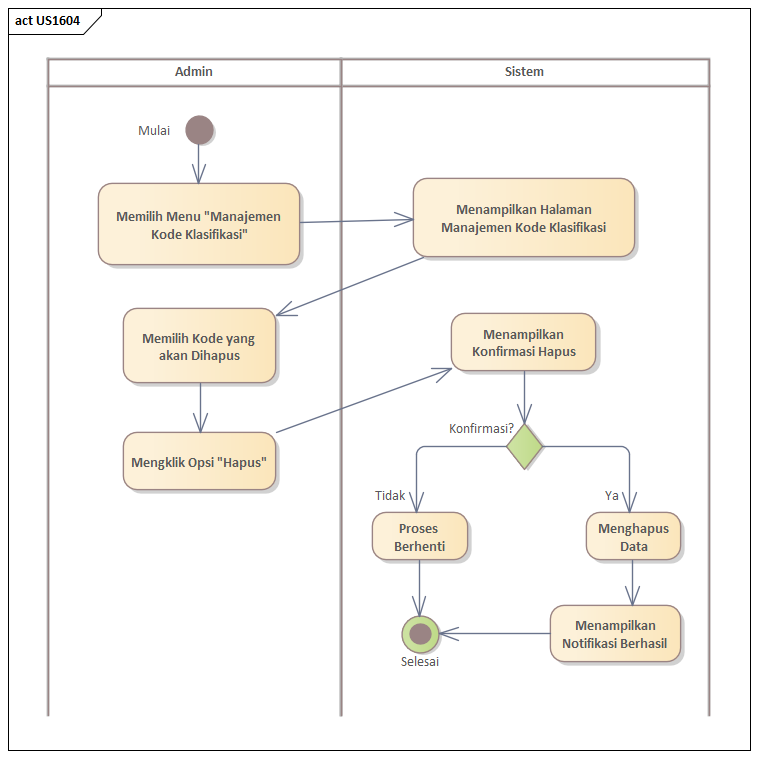 act US1604
Admin
Sistem
Mulai
Memilih Menu "Manajemen
Kode Klasifikasi"
Menampilkan Halaman
Manajemen Kode Klasifikasi
Memilih Kode yang
akan Dihapus
Menampilkan
Konfirmasi Hapus
Mengklik Opsi "Hapus"
Konfirmasi?
Tidak
Ya
Proses
Berhenti
Menghapus
Data
Menampilkan
Notifikasi Berhasil
Selesai